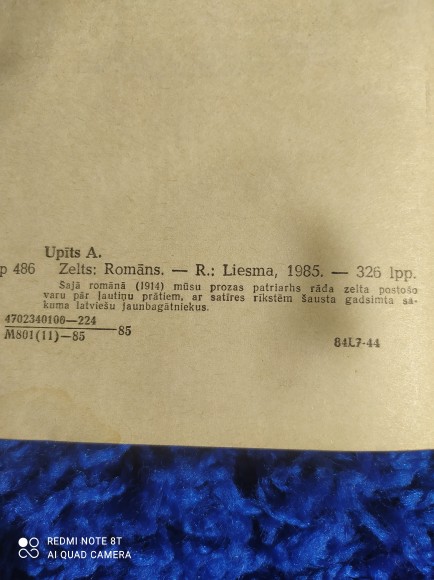 Upīts A.
p 486 Zelts: Romāns. — R.: Liesma, 1985. — 326 lpp.
Šajā romānā (1914) mūsu prozas patriarhs rāda zelta postošo
varu pār ļautiņu prātiem, ar satīras rīkstēm šausta gadsimta sā-
kuma latviešu jaunbagātniekus.
4702340100—224
M801(11)—85
—85
84L7-44
REDMI NOTE 8T
AI QUAD CAMERA